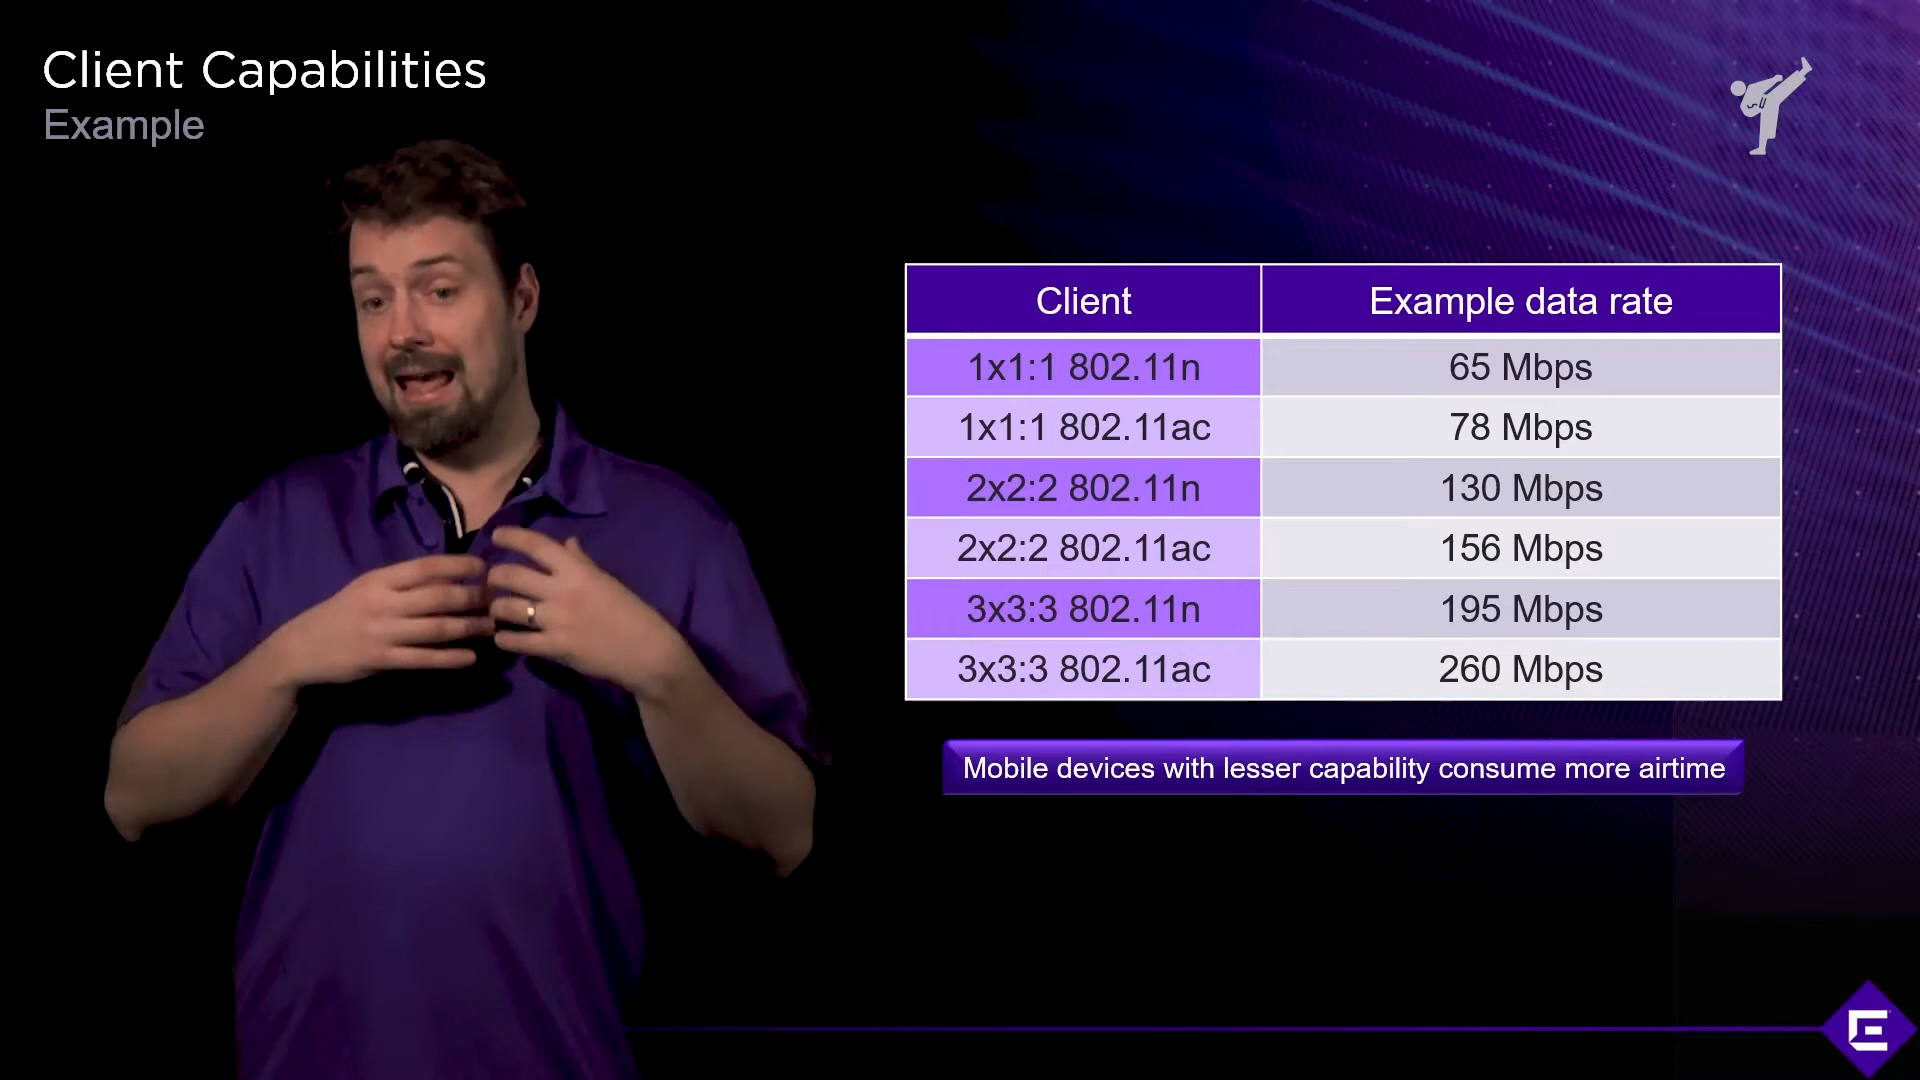 Client Capabilities
Example
Client Example data rate
1x1:1 802.11n 65 Mbps
1x1:1 802.11ac 78 Mbps
2x2:2 802.11n 130 Mbps
2x2:2 802.11ac 156 Mbps
3x3:3 802.11n 195 Mbps
3x3:3 802.11ac 260 Mbps
Mobile devices with lesser capability consume more airtime
E